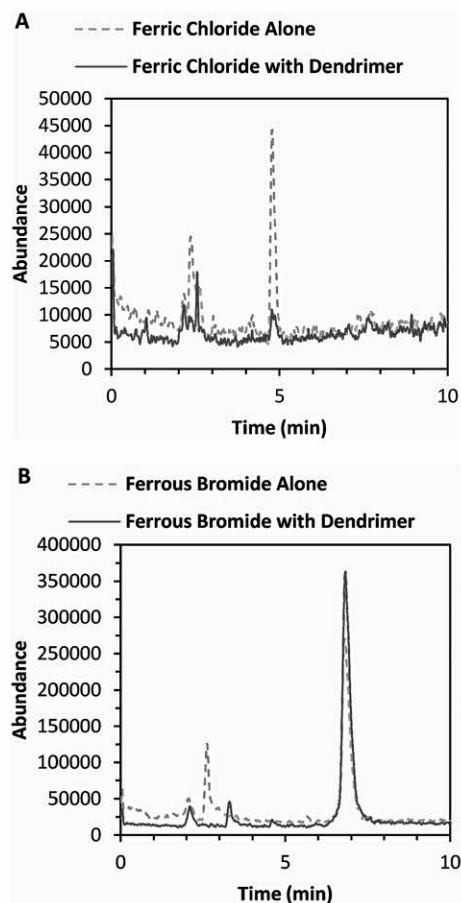 A
Ferric Chloride Alone
Ferric Chloride with Dendrimer
50000
45000
40000
35000
30000
25000
20000
15000
10000
5000
0
Abundance
0 5 10
Time (min)
B
Ferrous Bromide Alone
Ferrous Bromide with Dendrimer
400000
350000
300000
250000
200000
150000
100000
50000
0
Abundance
0 5 10
Time (min)